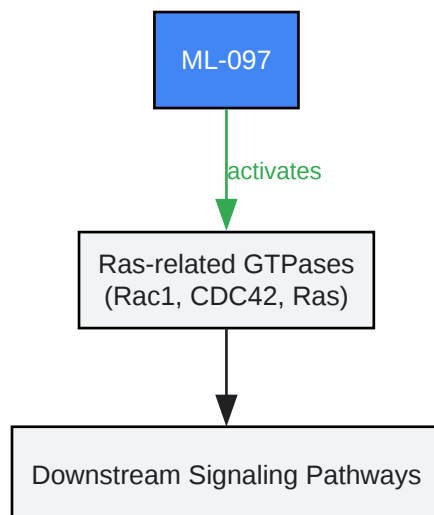 ML-097
activates
Ras-related GTPases
(Rac1, CDC42, Ras)
Downstream Signaling Pathways